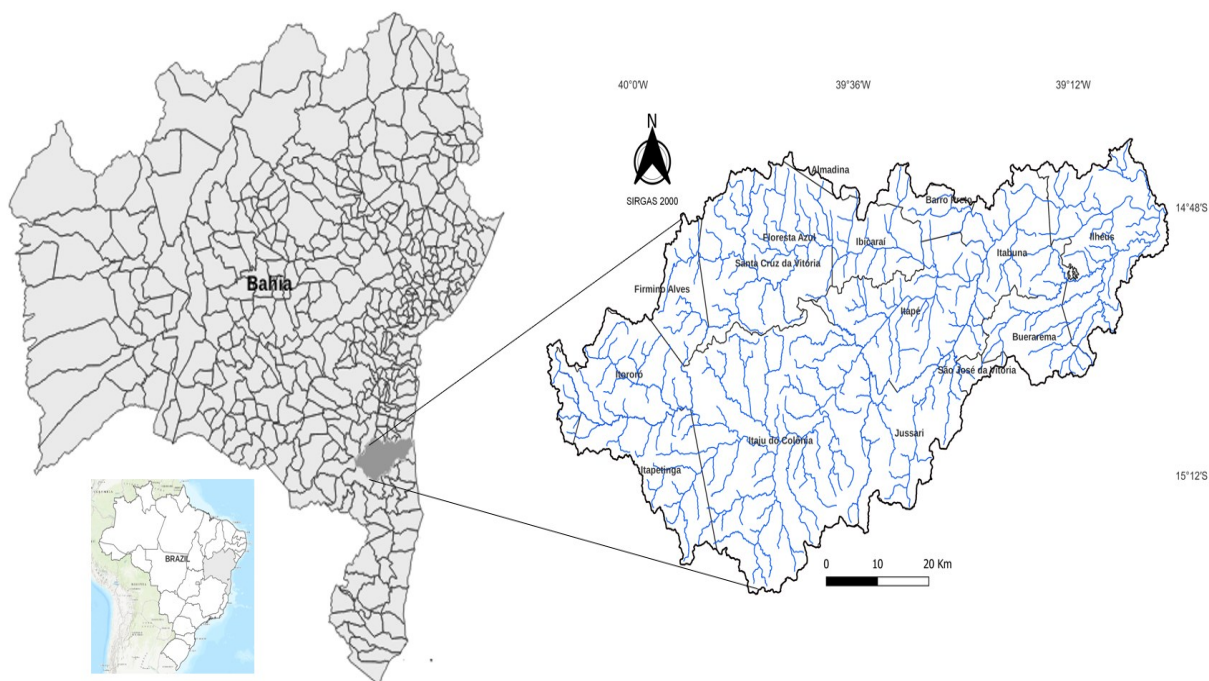 40°0'W
39°36'W
39°12'W
N
SIRGAS 2000
14°48'S
Almadina
Barro Preto
Floresta Azul
Ibicaraí
Ilhéus
Itabuna
Santa Cruz da Vitória
Bahia
Firmino Alves
Itapé
Buerarema
Itororó
São José da Vitória
Jussari
Itaju do Colônia
Itapetinga
15°12'S
BRAZIL
0 10 20 Km